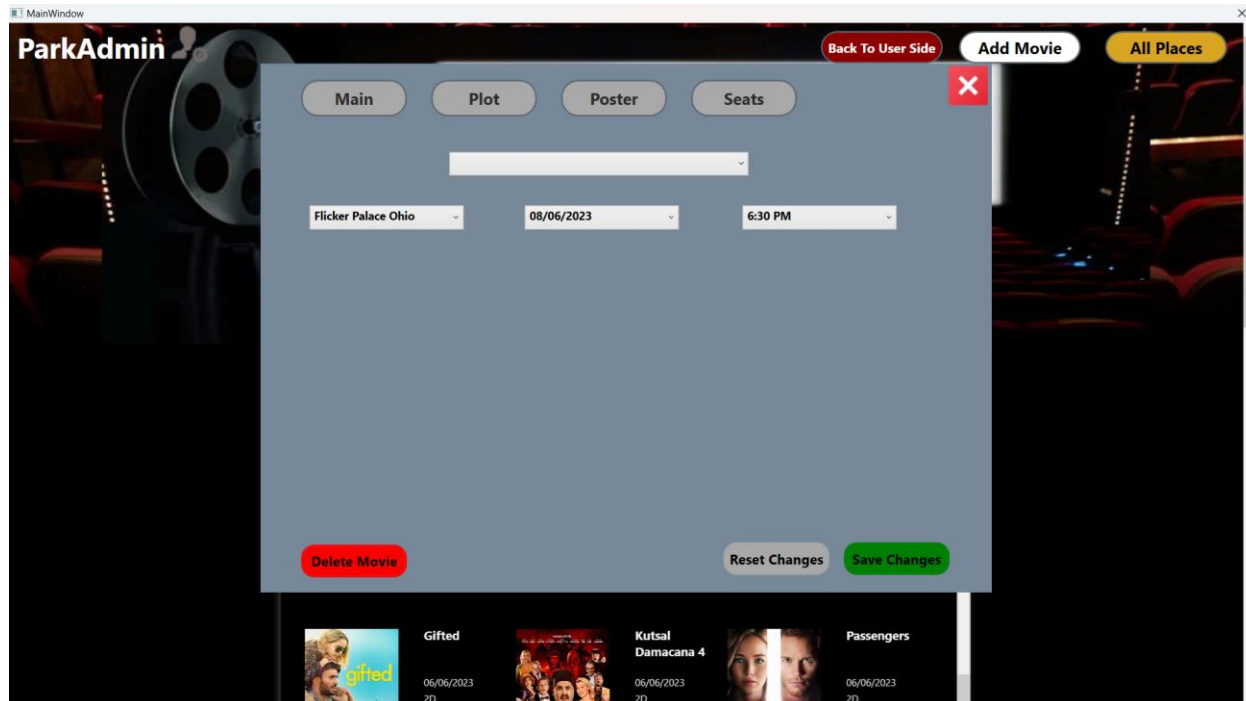 MainWindow
ParkAdmin
Back To User Side
Add Movie
All Places
Main
Plot
Poster
Seats
Flicker Palace Ohio
08/06/2023
6:30 PM
Delete Movie
Reset Changes
Save Changes
gifted
Gifted
06/06/2023
2D
Kutsal
Damacana 4
06/06/2023
2D
Passengers
06/06/2023
2D